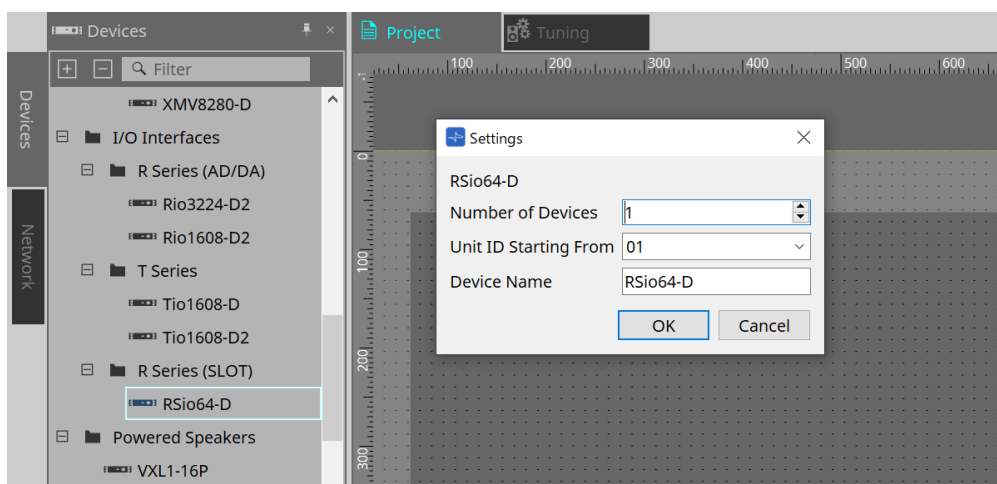 Devices
Filter
XMV8280-D
I/O Interfaces
R Series (AD/DA)
Rio3224-D2
Rio1608-D2
T Series
Tio1608-D
Tio1608-D2
R Series (SLOT)
RSio64-D
Powered Speakers
VXL1-16P
Devices
Network
Project
Tuning
100
200
300
400
500
600
0
100
200
300
Settings
RSio64-D
Number of Devices 1
Unit ID Starting From 01
Device Name RSio64-D
OK Cancel